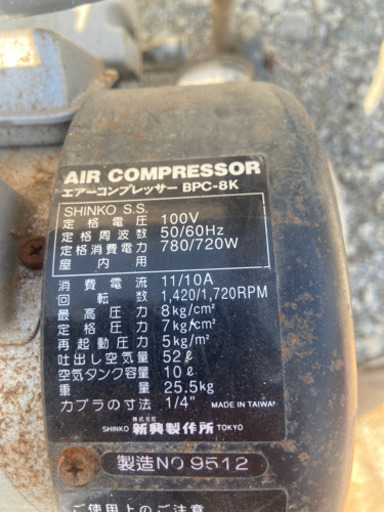 AIR COMPRESSOR
エアーコンプレッサー BPC-8K
SHINKO S.S.
定格電圧 100V
定格周波数 50/60Hz
定格消費電力 780/720W
屋内用
消費電流 11/10A
回転数 1,420/1,720RPM
最高圧力 8kg/cm²
定格圧力 7kg/cm²
再起動圧力 5kg/m²
吐出し空気量 52ℓ
空気タンク容量 10ℓ
重量 25.5kg
カプラの寸法 1/4"
MADE IN TAIWAN
SHINKO 株式会社 新興製作所 TOKYO
製造NO.9512
ご使用上のご注意